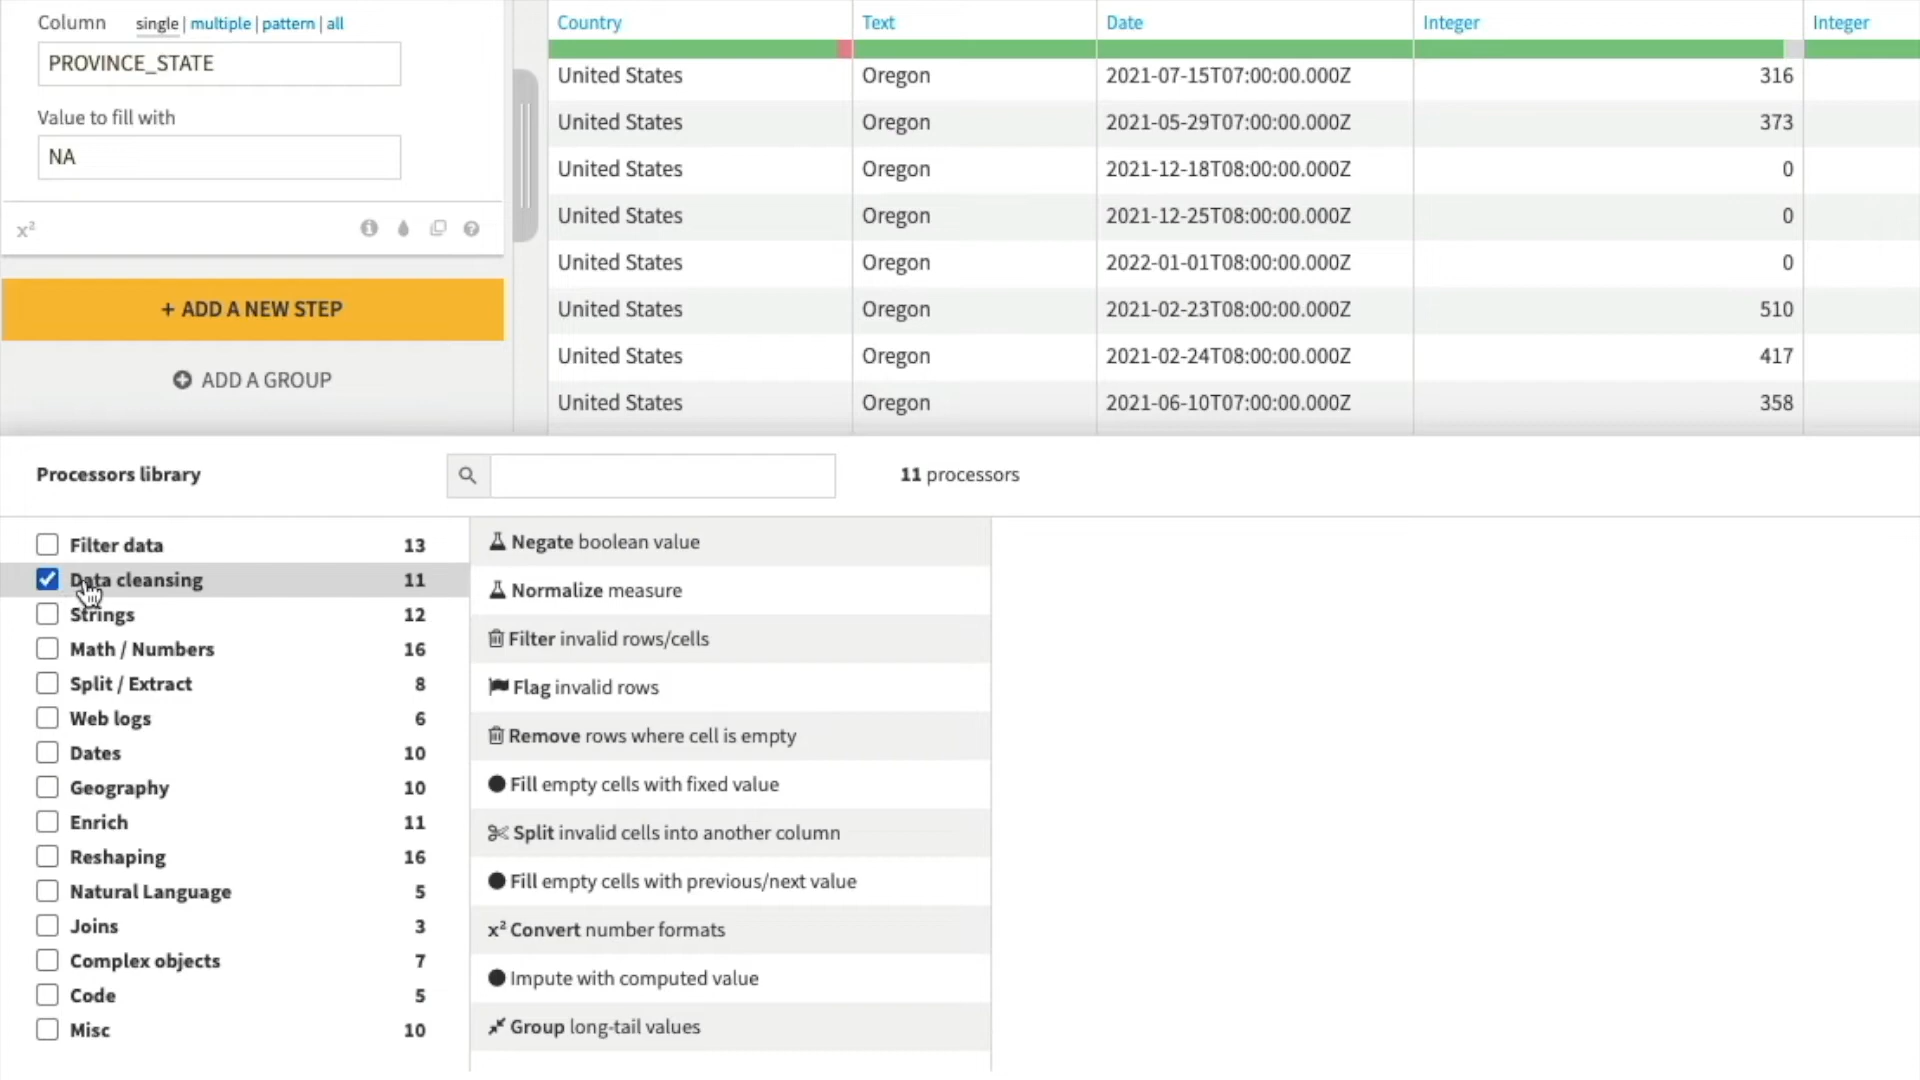 Column single | multiple | pattern | all
PROVINCE_STATE
Value to fill with
NA
x²
+ ADD A NEW STEP
ADD A GROUP
Country Text Date Integer Integer
United States Oregon 2021-07-15T07:00:00.000Z 316
United States Oregon 2021-05-29T07:00:00.000Z 373
United States Oregon 2021-12-18T08:00:00.000Z 0
United States Oregon 2021-12-25T08:00:00.000Z 0
United States Oregon 2022-01-01T08:00:00.000Z 0
United States Oregon 2021-02-23T08:00:00.000Z 510
United States Oregon 2021-02-24T08:00:00.000Z 417
United States Oregon 2021-06-10T07:00:00.000Z 358
Processors library
11 processors
Filter data 13
Data cleansing 11
Strings 12
Math / Numbers 16
Split / Extract 8
Web logs 6
Dates 10
Geography 10
Enrich 11
Reshaping 16
Natural Language 5
Joins 3
Complex objects 7
Code 5
Misc 10
Negate boolean value
Normalize measure
Filter invalid rows/cells
Flag invalid rows
Remove rows where cell is empty
Fill empty cells with fixed value
Split invalid cells into another column
Fill empty cells with previous/next value
x² Convert number formats
Impute with computed value
Group long-tail values